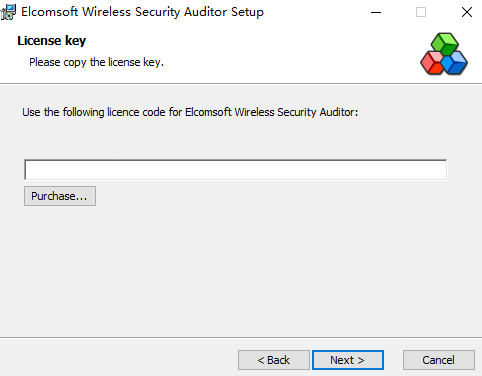 Elcomsoft Wireless Security Auditor Setup
License key
Please copy the license key.
Use the following licence code for Elcomsoft Wireless Security Auditor:
Purchase...
< Back
Next >
Cancel